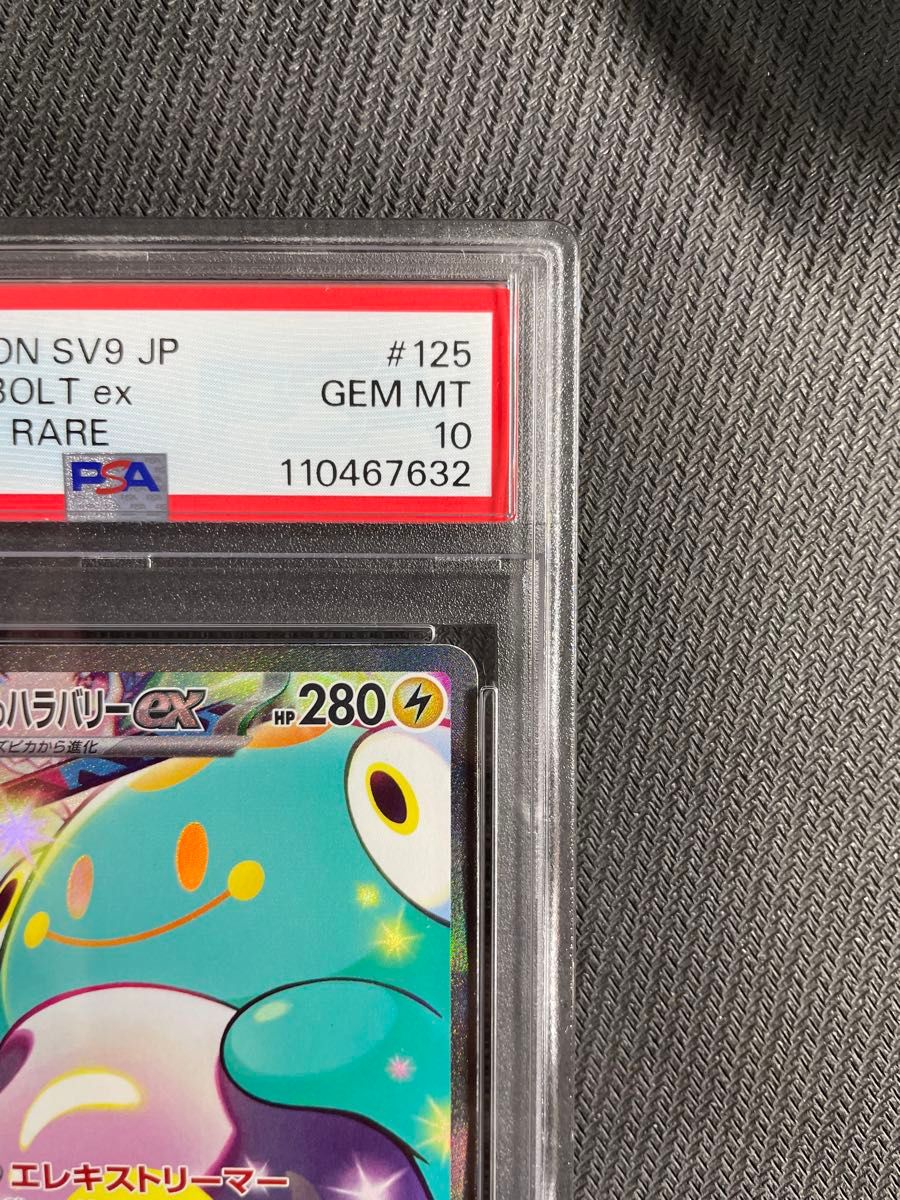 ON SV9 JP #125
BOLT ex GEM MT
RARE 10
PSA 110467632
のハラバリーex HP 280
ズピカから進化
エレキストリーマー